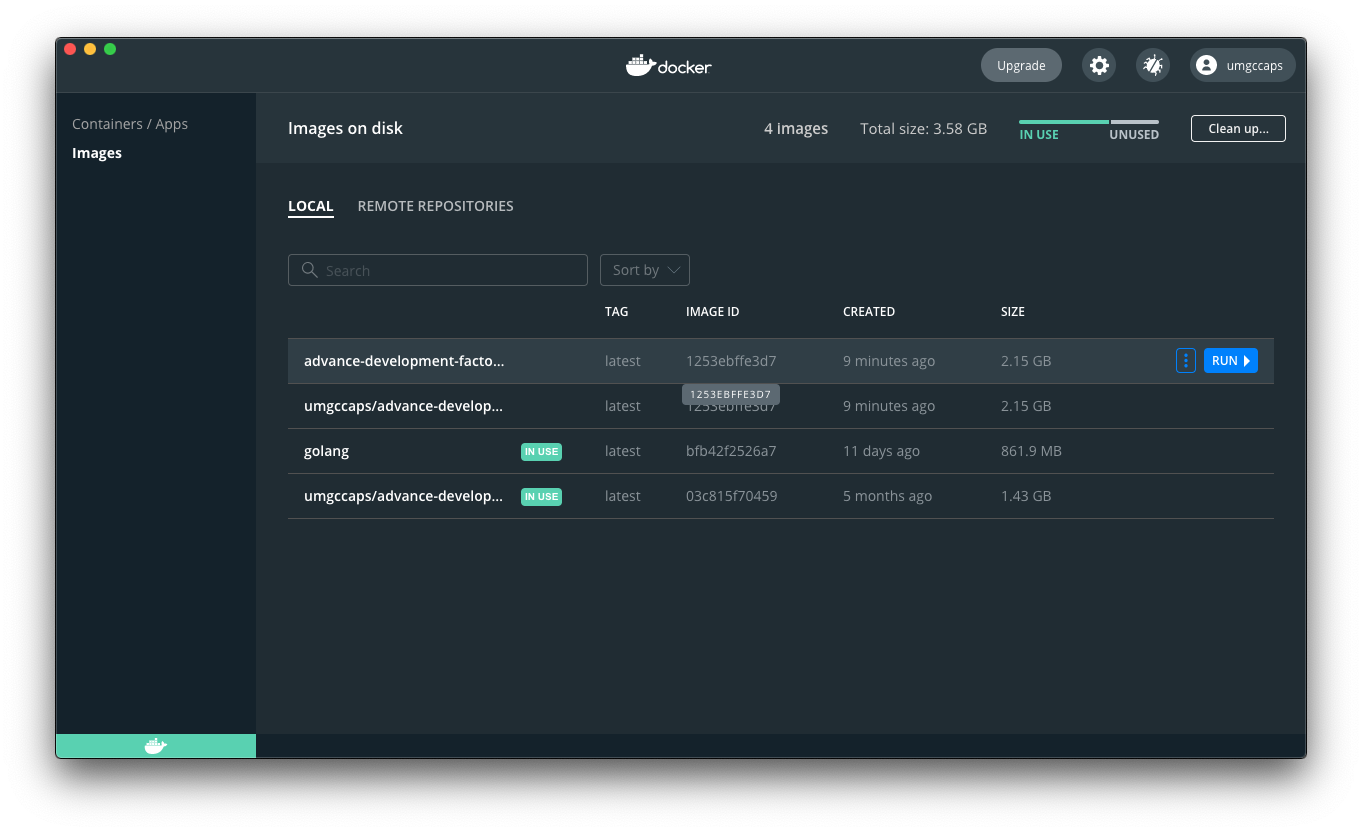 docker
Upgrade
umgccaps
Containers / Apps
Images
Images on disk
4 images
Total size: 3.58 GB
IN USE
UNUSED
Clean up...
LOCAL
REMOTE REPOSITORIES
Search
Sort by
TAG IMAGE ID CREATED SIZE
advance-development-facto... latest 1253ebffe3d7 9 minutes ago 2.15 GB RUN
1253EBFFE3D7
umgccaps/advance-develop... latest 1253ebffe3d7 9 minutes ago 2.15 GB
golang IN USE latest bfb42f2526a7 11 days ago 861.9 MB
umgccaps/advance-develop... IN USE latest 03c815f70459 5 months ago 1.43 GB